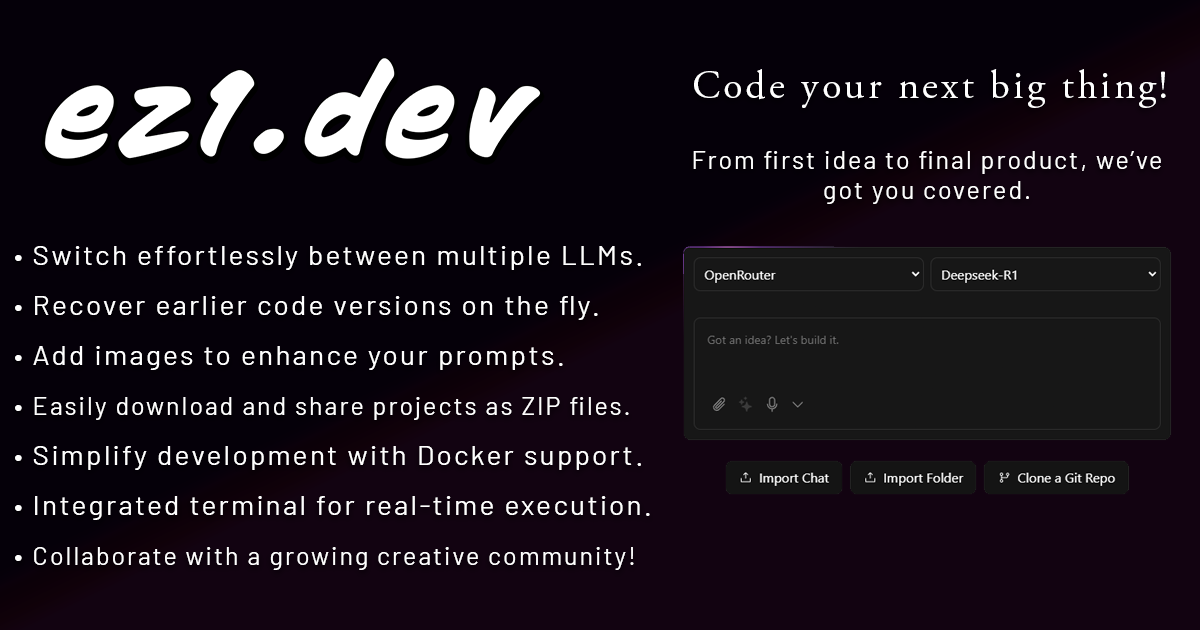 ez1.dev
• Switch effortlessly between multiple LLMs.
• Recover earlier code versions on the fly.
• Add images to enhance your prompts.
• Easily download and share projects as ZIP files.
• Simplify development with Docker support.
• Integrated terminal for real-time execution.
• Collaborate with a growing creative community!
Code your next big thing!
From first idea to final product, we’ve
got you covered.
OpenRouter
Deepseek-R1
Got an idea? Let's build it.
Import Chat
Import Folder
Clone a Git Repo